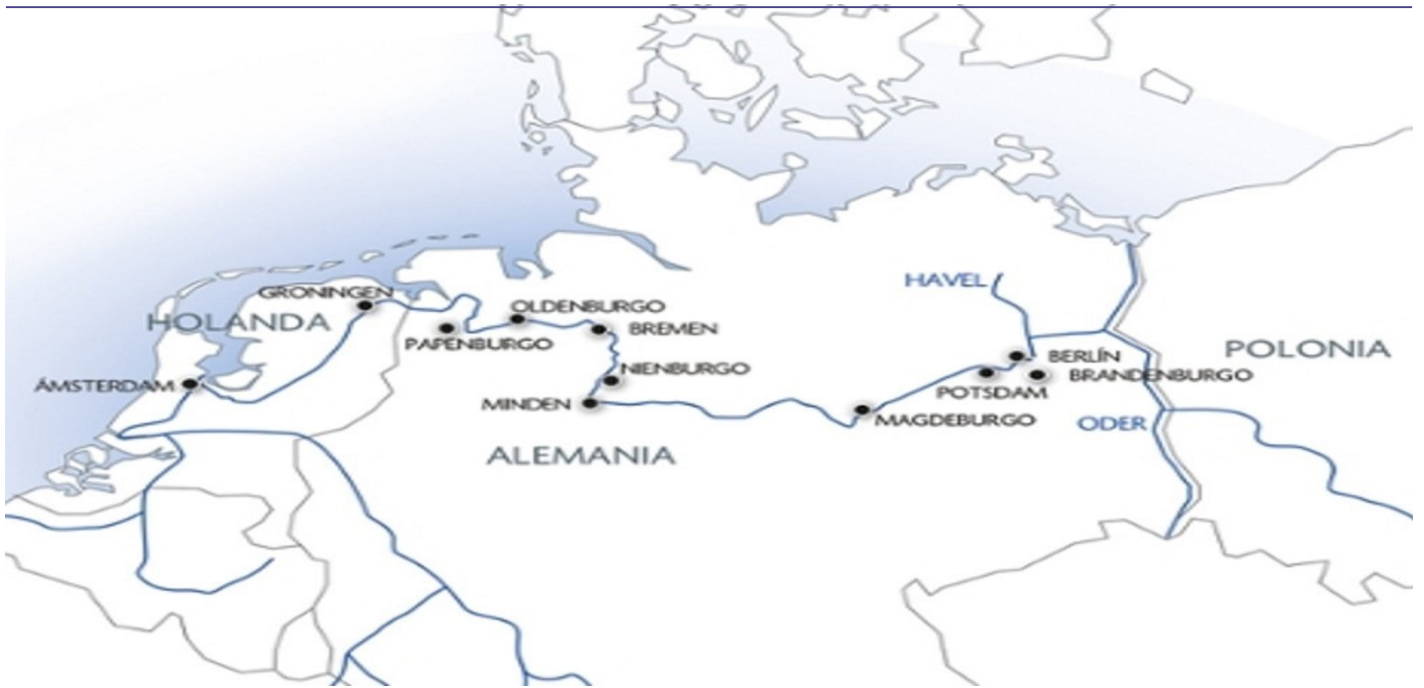 HAVEL
GRONINGEN
HOLANDA
OLDENBURGO
BREMEN
PAPENBURGO
POLONIA
BERLÍN
NIENBURGO
BRANDENBURGO
ÁMSTERDAM
POTSDAM
MINDEN
MAGDEBURGO
ODER
ALEMANIA